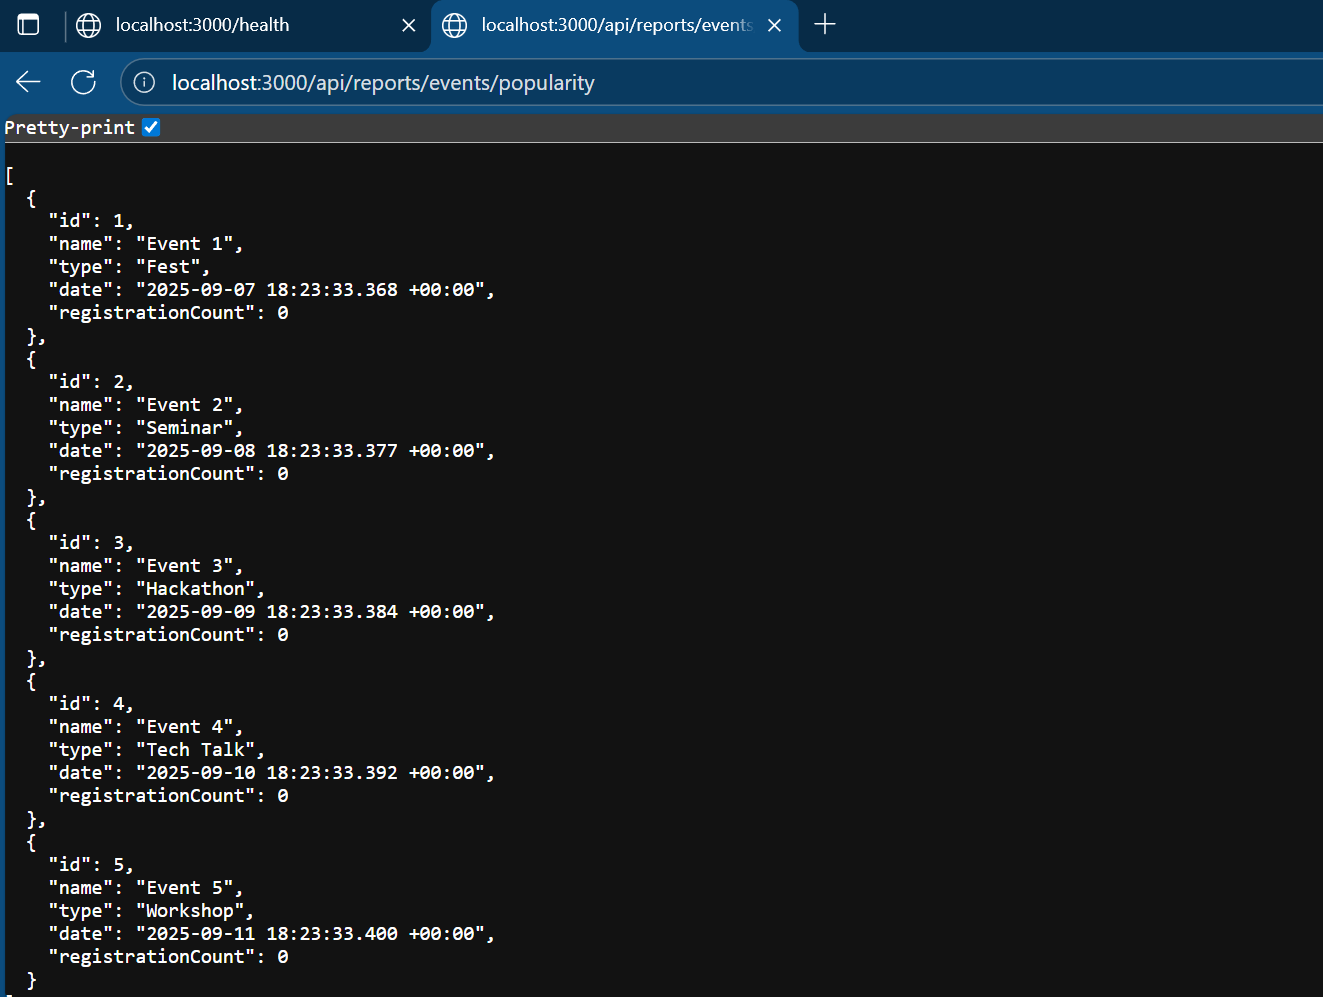 localhost:3000/health
localhost:3000/api/reports/events
localhost:3000/api/reports/events/popularity
Pretty-print
[
  {
    "id": 1,
    "name": "Event 1",
    "type": "Fest",
    "date": "2025-09-07 18:23:33.368 +00:00",
    "registrationCount": 0
  },
  {
    "id": 2,
    "name": "Event 2",
    "type": "Seminar",
    "date": "2025-09-08 18:23:33.377 +00:00",
    "registrationCount": 0
  },
  {
    "id": 3,
    "name": "Event 3",
    "type": "Hackathon",
    "date": "2025-09-09 18:23:33.384 +00:00",
    "registrationCount": 0
  },
  {
    "id": 4,
    "name": "Event 4",
    "type": "Tech Talk",
    "date": "2025-09-10 18:23:33.392 +00:00",
    "registrationCount": 0
  },
  {
    "id": 5,
    "name": "Event 5",
    "type": "Workshop",
    "date": "2025-09-11 18:23:33.400 +00:00",
    "registrationCount": 0
  }